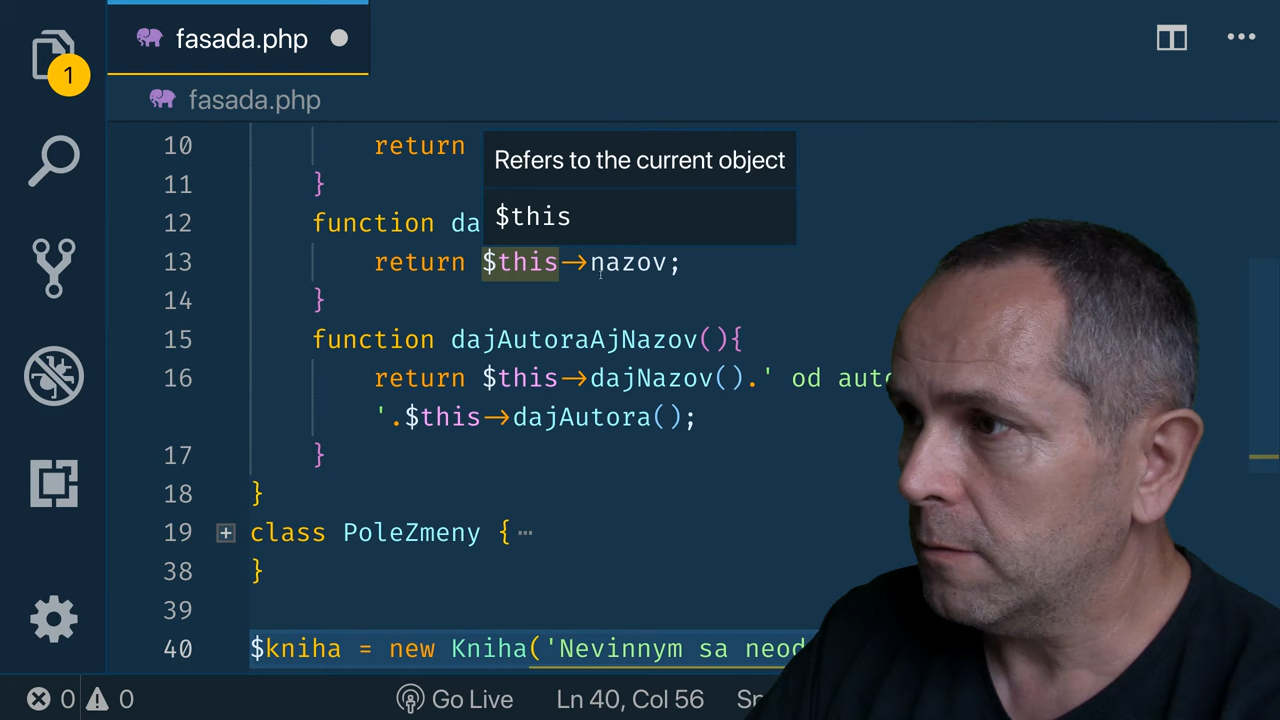 fasada.php
1
fasada.php
10 return
Refers to the current object
11 }
$this
12 function da
13 return $this->nazov;
14 }
15 function dajAutoraAjNazov(){
16 return $this->dajNazov().' od auto
'.$this->dajAutora();
17 }
18 }
19 class PoleZmeny {
38 }
39
40 $kniha = new Kniha('Nevinnym sa neod
0 0 Go Live Ln 40, Col 56 Sp